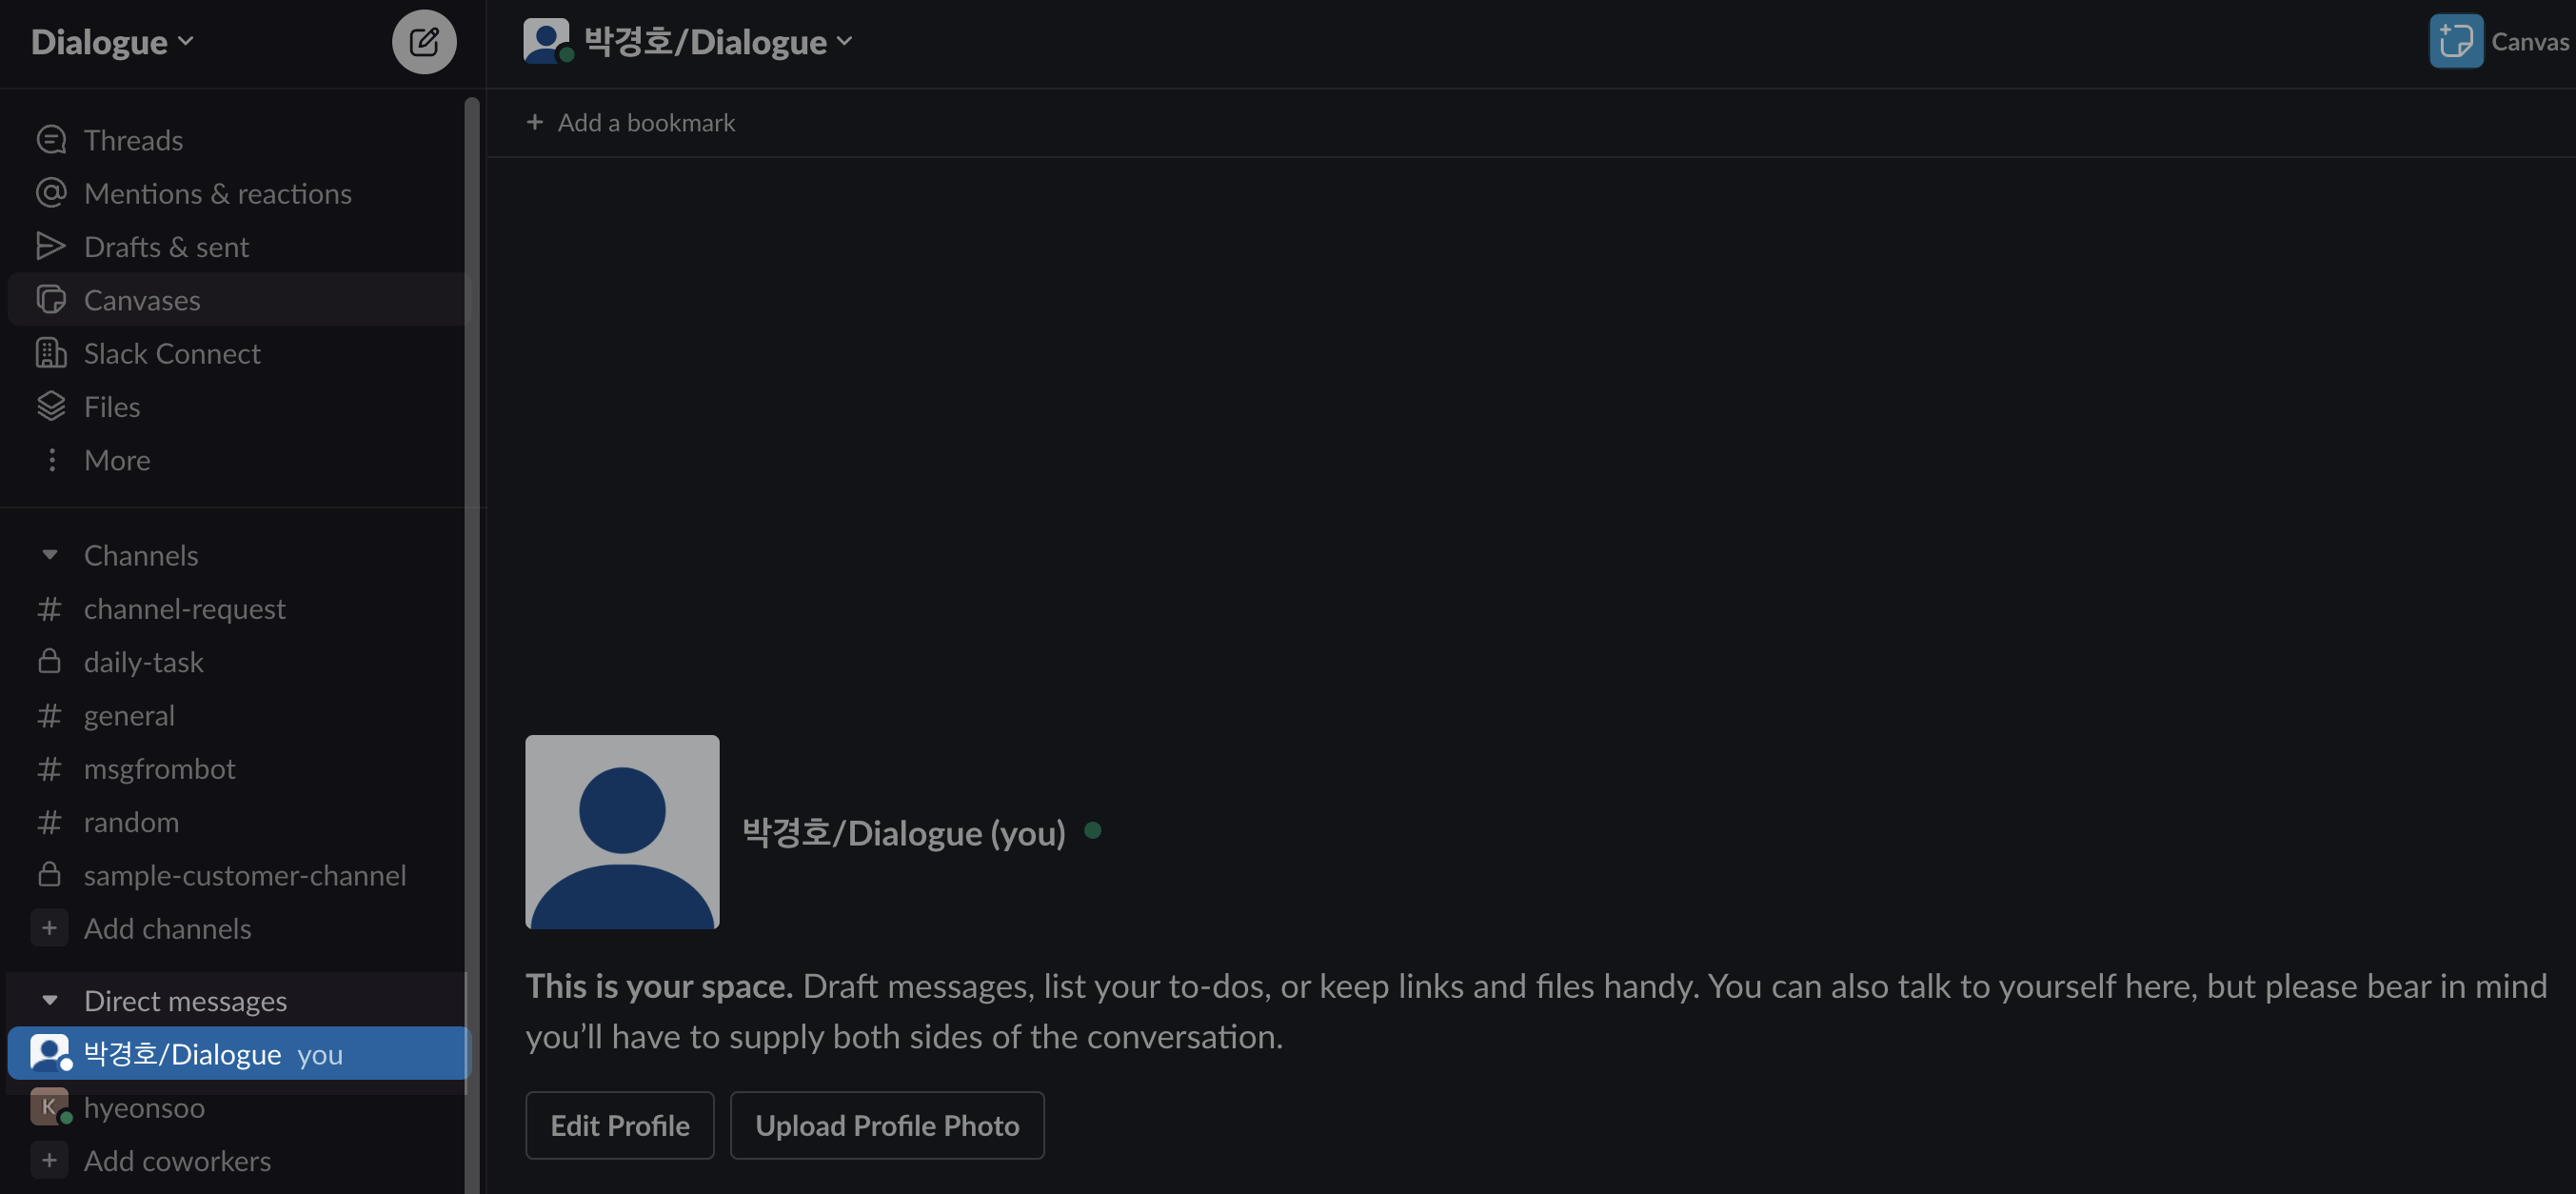 Dialogue
박경호/Dialogue
Canvas
Add a bookmark
Threads
Mentions & reactions
Drafts & sent
Canvases
Slack Connect
Files
More
Channels
channel-request
daily-task
general
msgfrombot
random
sample-customer-channel
Add channels
Direct messages
박경호/Dialogue you
K hyeonsoo
Add coworkers
박경호/Dialogue (you)
This is your space. Draft messages, list your to-dos, or keep links and files handy. You can also talk to yourself here, but please bear in mind
you’ll have to supply both sides of the conversation.
Edit Profile
Upload Profile Photo